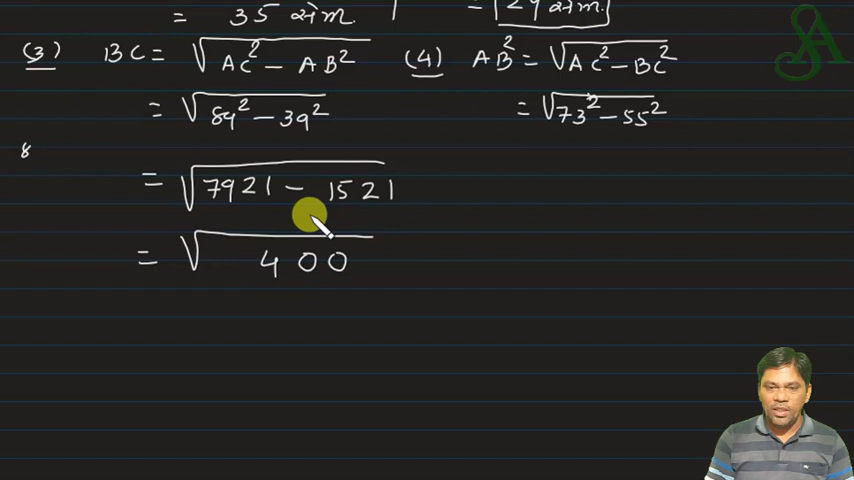 = 35 સેમી.
= 29 સેમી.
(3) BC = √AC² - AB²
(4) AB² = √AC² - BC²
= √89² - 39²
= √73² - 55²
8
= √7921 - 1521
= √ 400